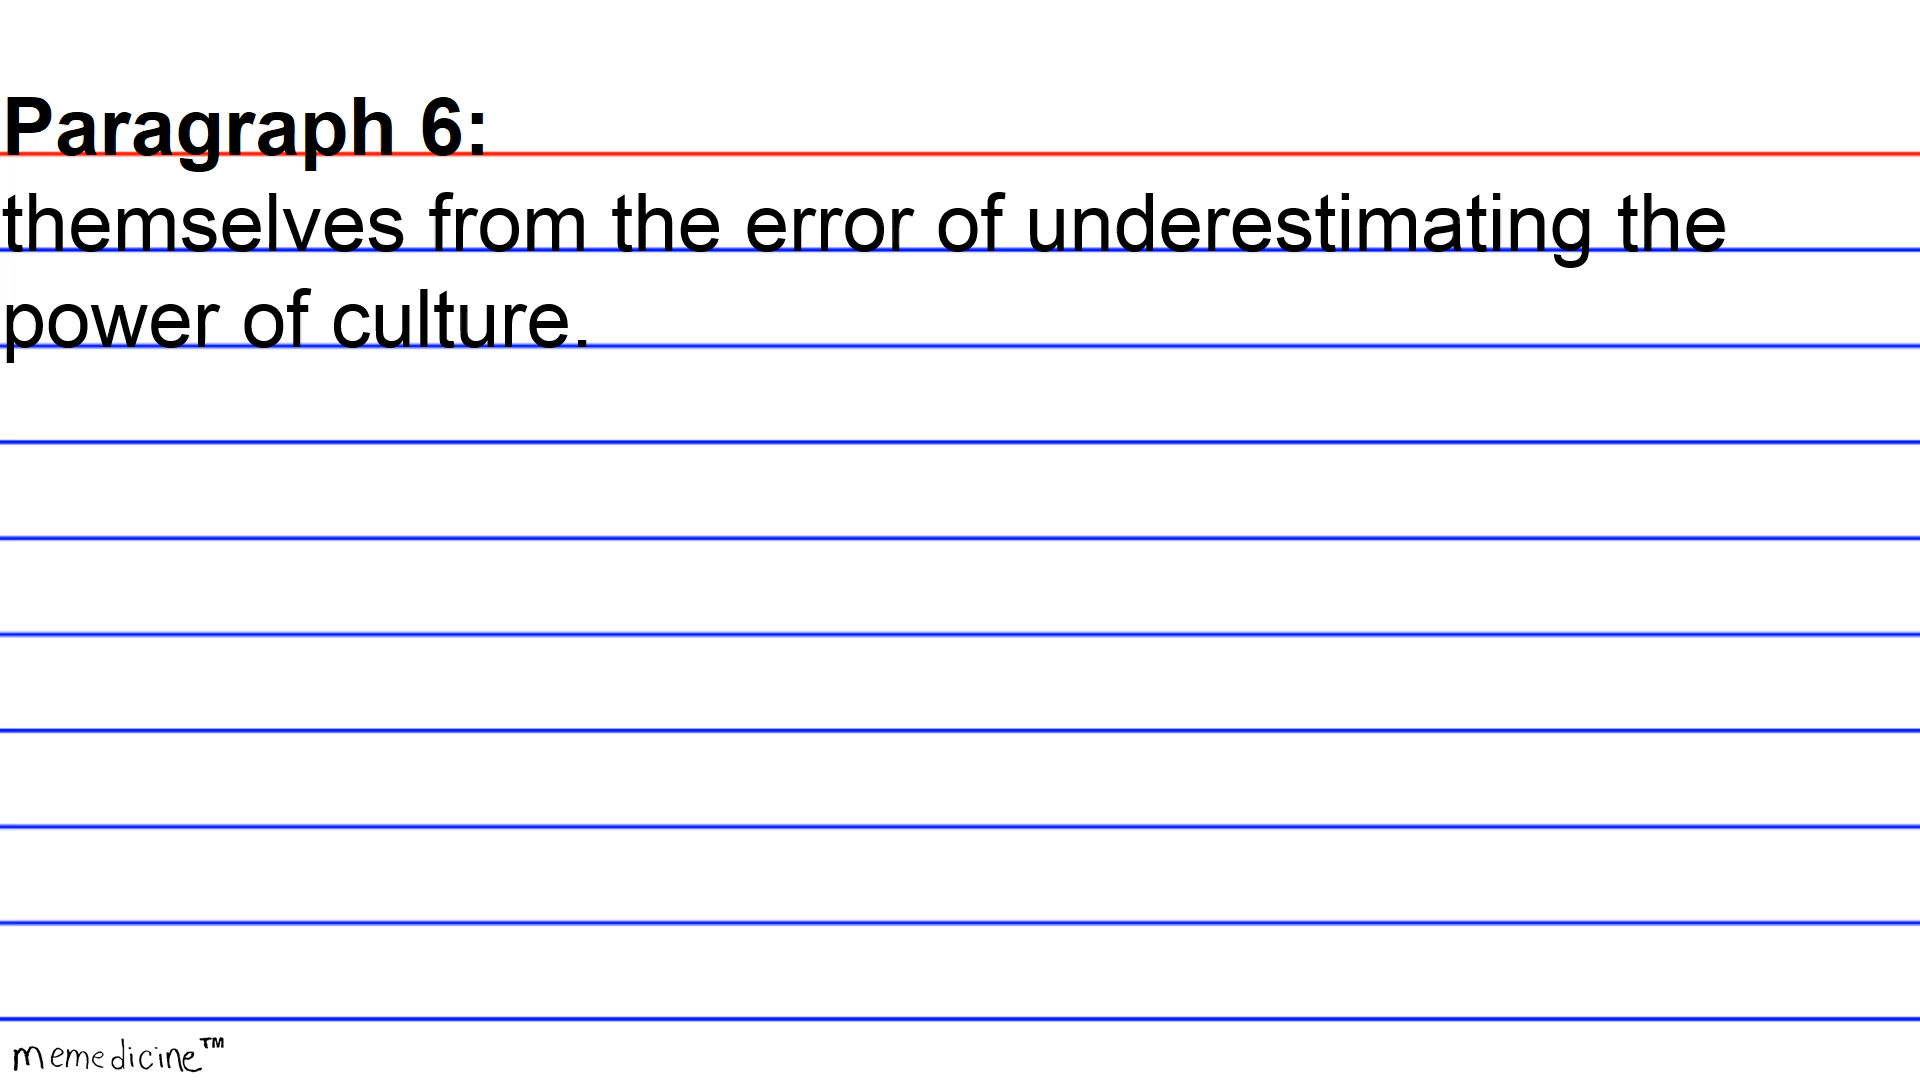 Paragraph 6:
themselves from the error of underestimating the
power of culture.
memedicine™